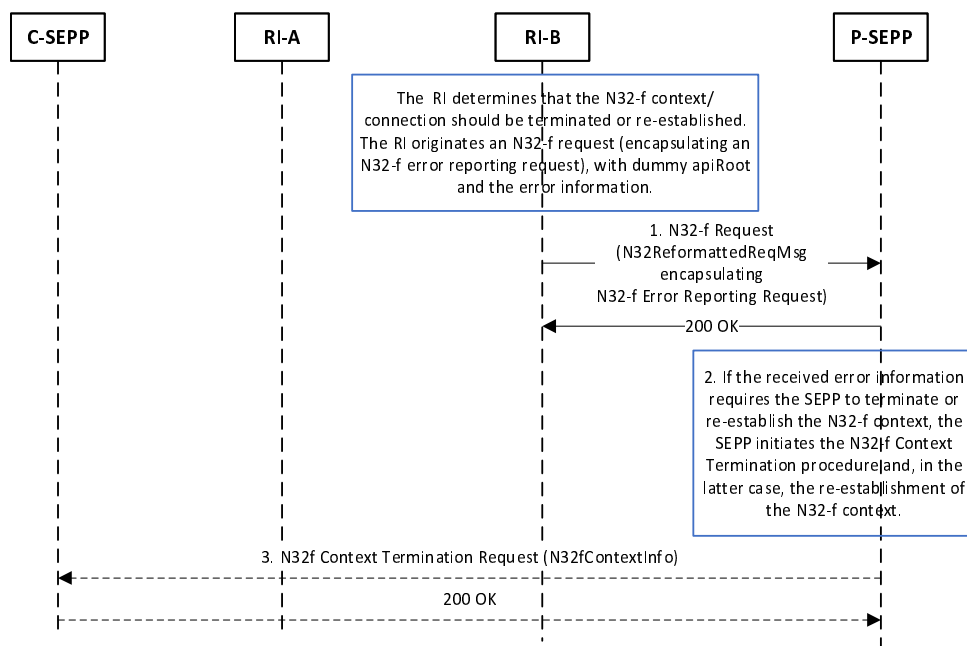 C-SEPP
RI-A
RI-B
P-SEPP
The RI determines that the N32-f context/
connection should be terminated or re-established.
The RI originates an N32-f request (encapsulating an
N32-f error reporting request), with dummy apiRoot
and the error information.
1. N32-f Request
(N32ReformattedReqMsg
encapsulating
N32-f Error Reporting Request)
200 OK
2. If the received error information
requires the SEPP to terminate or
re-establish the N32-f context, the
SEPP initiates the N32-f Context
Termination procedure and, in the
latter case, the re-establishment of
the N32-f context.
3. N32f Context Termination Request (N32fContextInfo)
200 OK